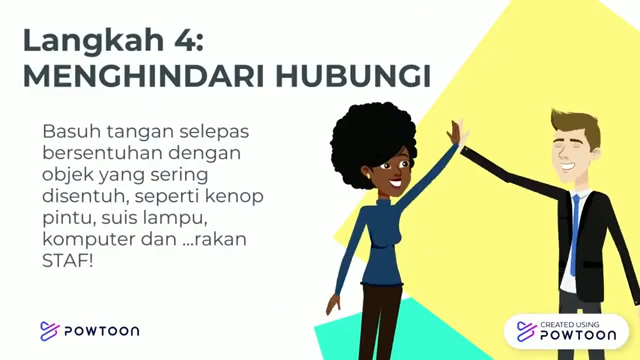 Langkah 4:
MENGHINDARI HUBUNGI
Basuh tangan selepas
bersentuhan dengan
objek yang sering
disentuh, seperti kenop
pintu, suis lampu,
komputer dan ...rakan
STAF!
POWTOON
CREATED USING
POWTOON